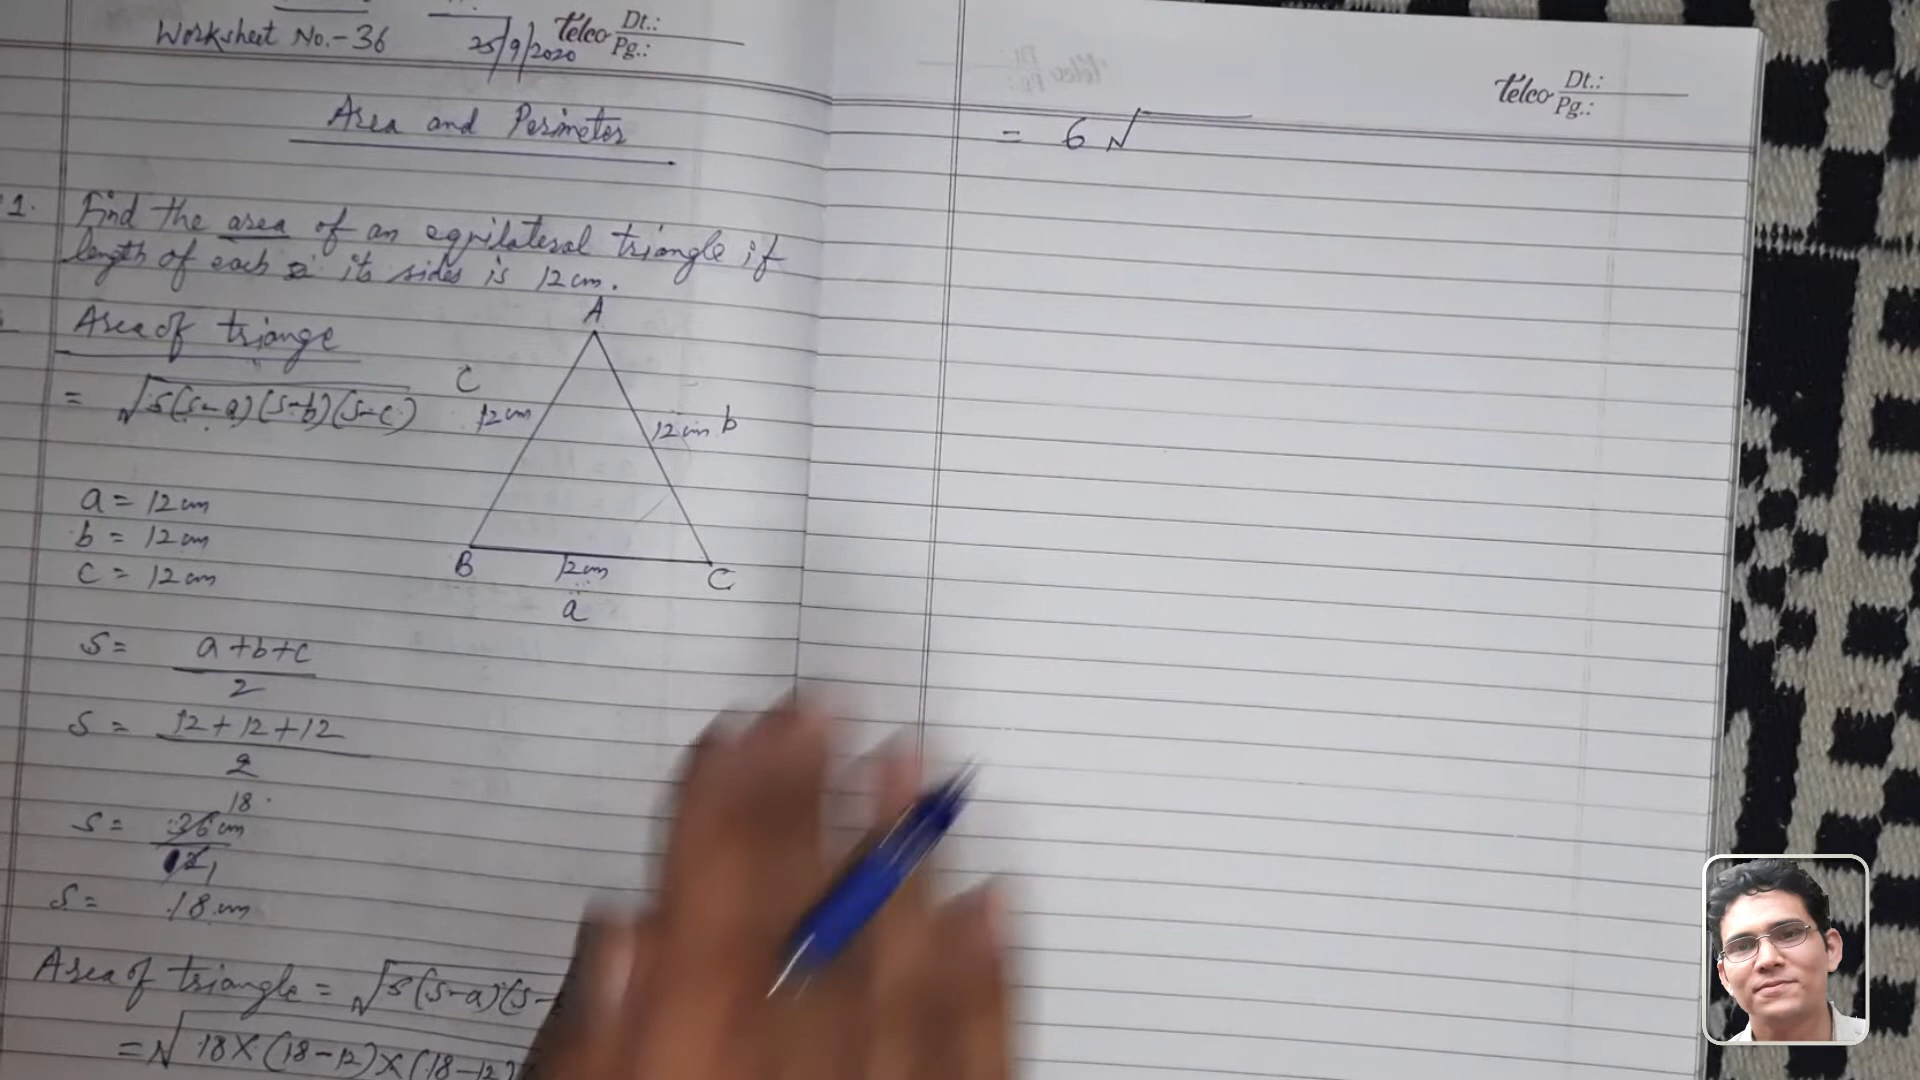 Worksheet No.-36
25/9/2020
Telco Dt.:
Pg.:
Area and Perimeter
1. Find the area of an equilateral triangle if
length of each its sides is 12 cm.
Area of triange
= √s(s-a)(s-b)(s-c)
A
C
12 cm
12 cm b
B
12 cm
C
a
a = 12 cm
b = 12 cm
c = 12 cm
S = a+b+c
2
S = 12+12+12
2
18
S = 36 cm
2 1
S = 18 cm
Area of triangle = √s(s-a)(s-
= √18×(18-12)×(18-12)
Telco Dt.:
Pg.:
= 6 √